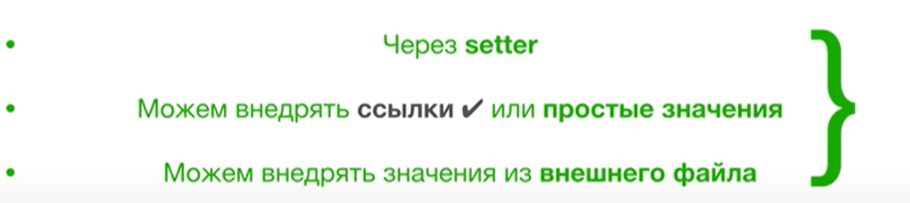 • Через setter
• Можем внедрять ссылки ✔ или простые значения
• Можем внедрять значения из внешнего файла
}